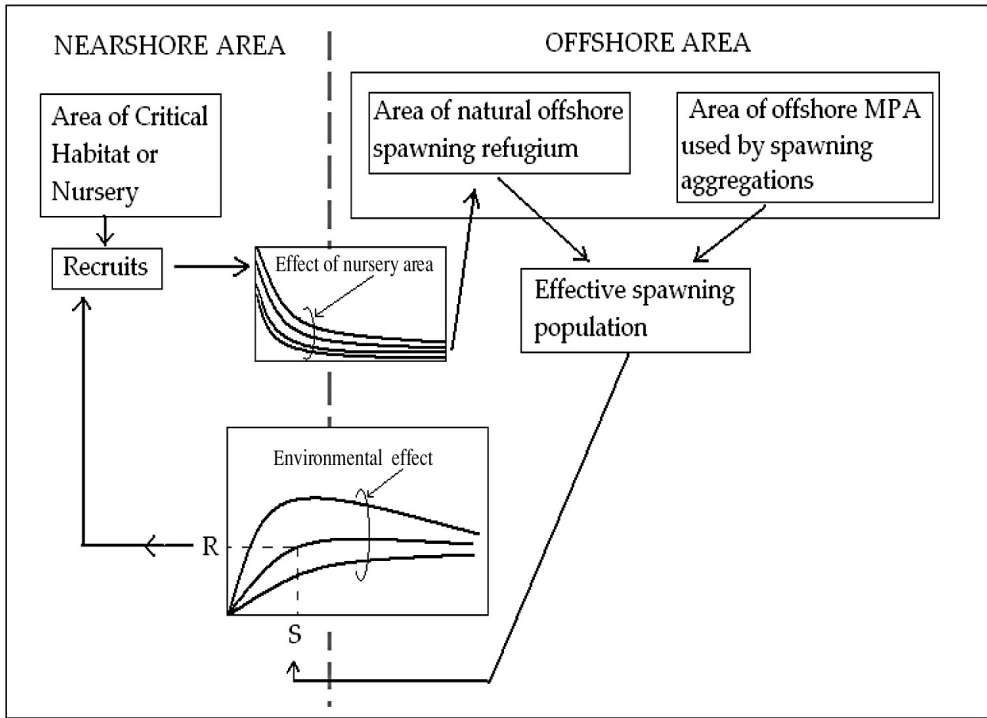 NEARSHORE AREA
OFFSHORE AREA
Area of Critical
Habitat or
Nursery
Area of natural offshore
spawning refugium
Area of offshore MPA
used by spawning
aggregations
Recruits
Effect of nursery area
Effective spawning
population
Environmental effect
R
S